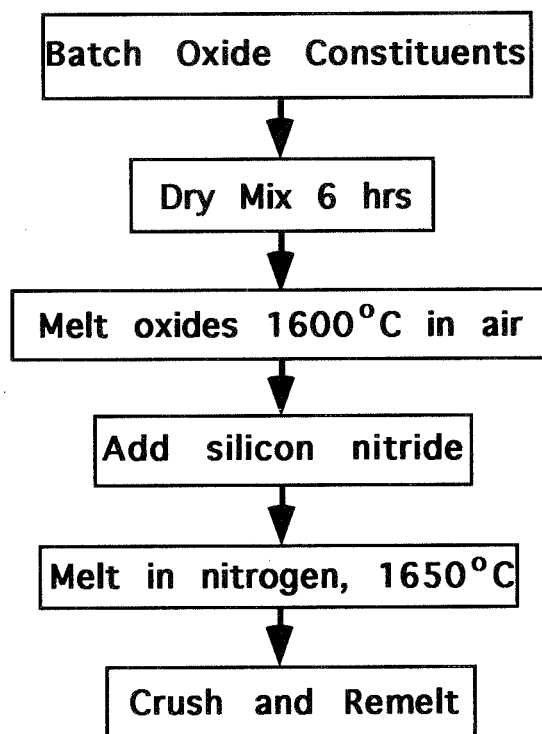 Batch Oxide Constituents
Dry Mix 6 hrs
Melt oxides 1600°C in air
Add silicon nitride
Melt in nitrogen, 1650°C
Crush and Remelt